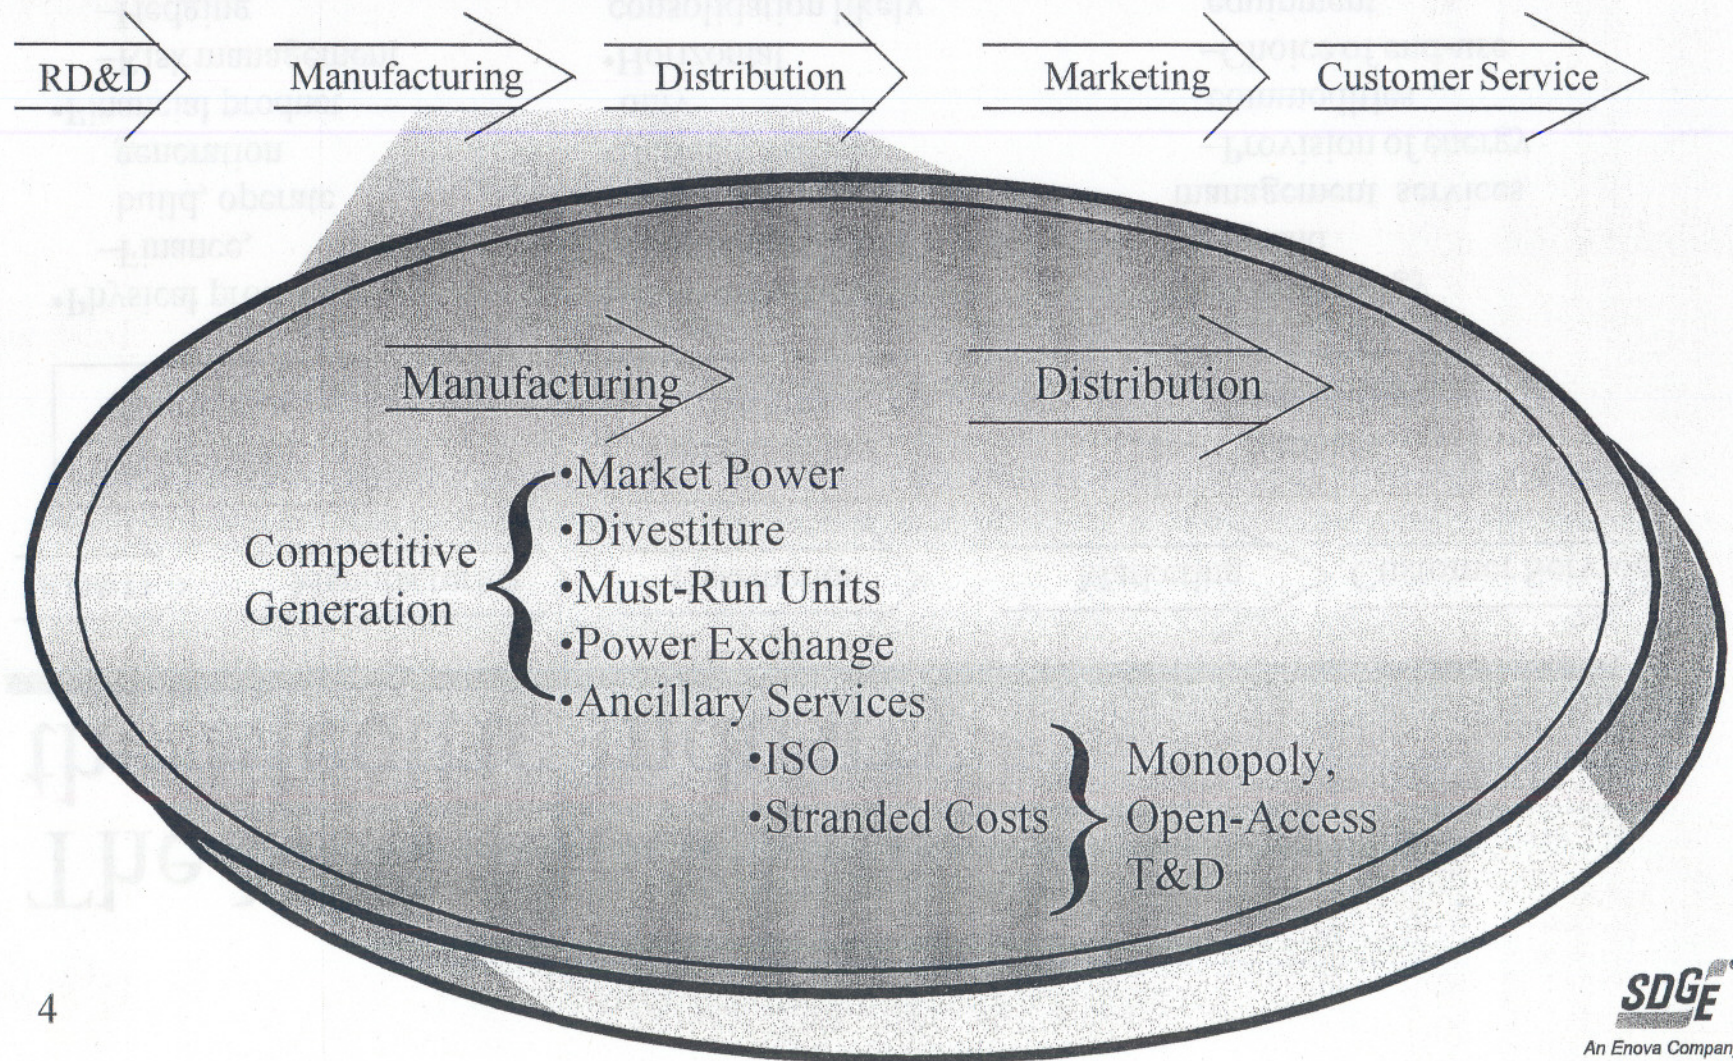 RD&D Manufacturing Distribution Marketing Customer Service
Manufacturing Distribution
Competitive
Generation
•Market Power
•Divestiture
•Must-Run Units
•Power Exchange
•Ancillary Services
•ISO
•Stranded Costs
Monopoly,
Open-Access
T&D
4
SDGE
An Enova Compan